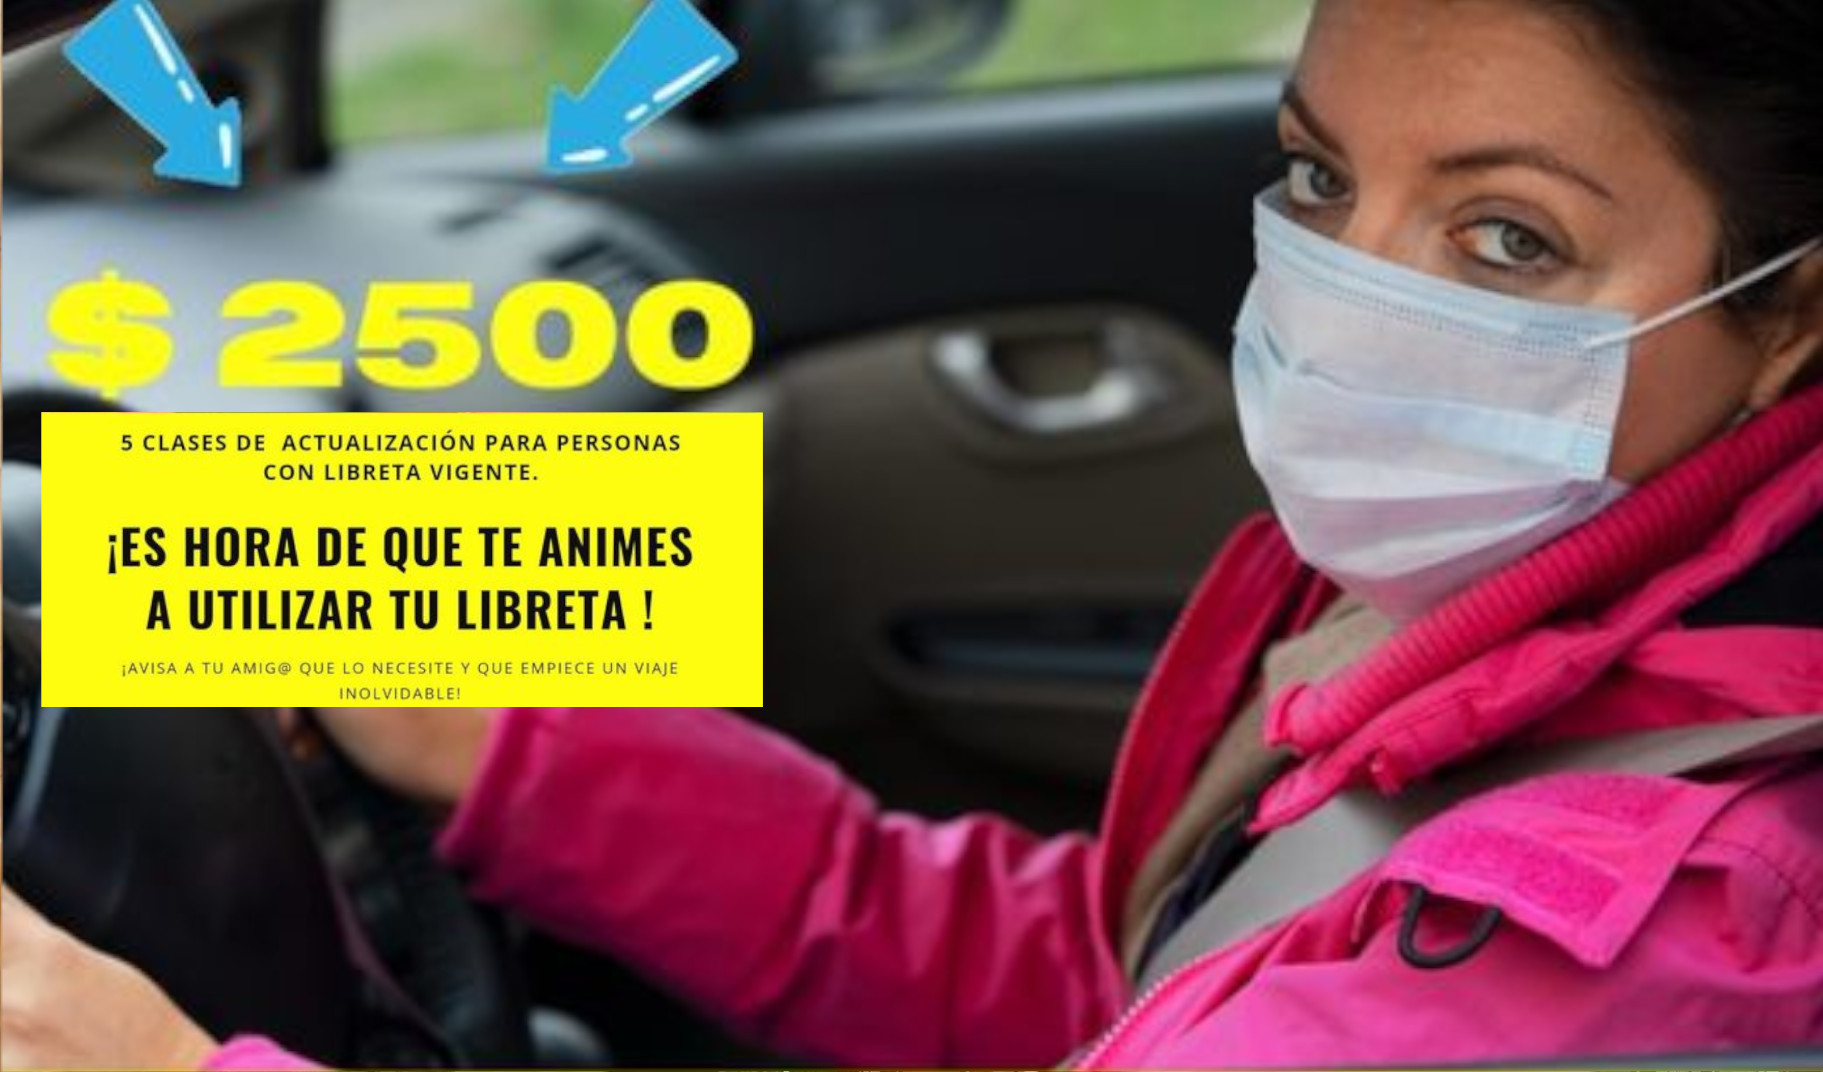 $ 2500
5 CLASES DE ACTUALIZACIÓN PARA PERSONAS
CON LIBRETA VIGENTE.
¡ES HORA DE QUE TE ANIMES
A UTILIZAR TU LIBRETA !
¡AVISA A TU AMIG@ QUE LO NECESITE Y QUE EMPIECE UN VIAJE
INOLVIDABLE!